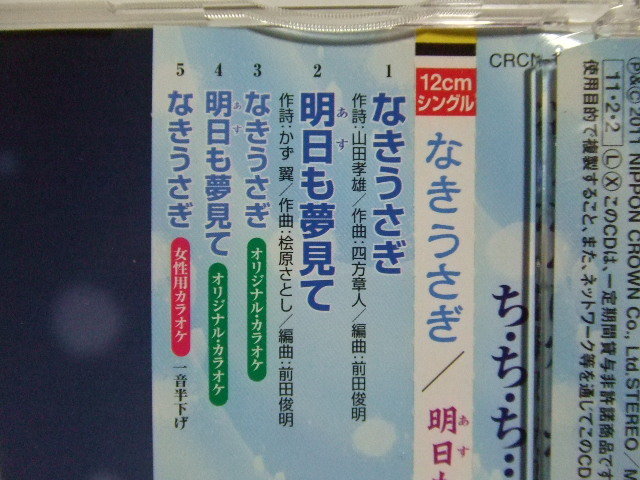 CRCN-
Ⓟ&Ⓒ 2011 NIPPON CROWN Co., Ltd. STEREO/M
11・2・2 Ⓛ Ⓧ このCDは、一定期間貸与非許諾商品です
使用目的で複製すること、また、ネットワーク等を通じてこのCD
ち・ち・ち…
12cm
シングル
なきうさぎ/明日も
あす
1
なきうさぎ
作詩:山田孝雄/作曲:四方章人/編曲:前田俊明
2
明日も夢見て
あす
作詩:かず 翼/作曲:桧原さとし/編曲:前田俊明
3
なきうさぎ オリジナル・カラオケ
4
明日も夢見て オリジナル・カラオケ
あす
5
なきうさぎ 女性用カラオケ 一音半下げ